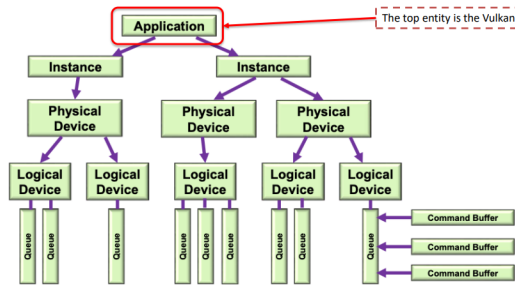 Application
The top entity is the Vulkan
Instance
Instance
Physical
Device
Physical
Device
Physical
Device
Logical
Device
Logical
Device
Logical
Device
Logical
Device
Logical
Device
Queue
Queue
Queue
Queue
Queue
Queue
Queue
Queue
Queue
Command Buffer
Command Buffer
Command Buffer